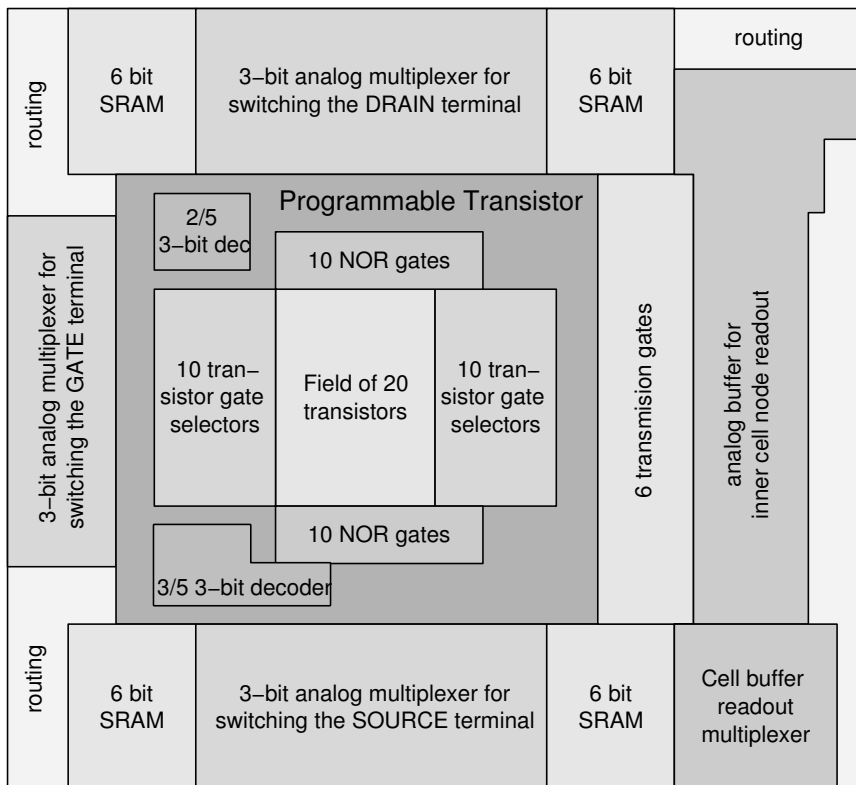 routing
6 bit
SRAM
3−bit analog multiplexer for
switching the DRAIN terminal
6 bit
SRAM
routing
Programmable Transistor
2/5
3−bit dec
10 NOR gates
3−bit analog multiplexer for
switching the GATE terminal
10 tran−
sistor gate
selectors
Field of 20
transistors
10 tran−
sistor gate
selectors
6 transmision gates
analog buffer for
inner cell node readout
10 NOR gates
3/5 3−bit decoder
routing
6 bit
SRAM
3−bit analog multiplexer for
switching the SOURCE terminal
6 bit
SRAM
Cell buffer
readout
multiplexer